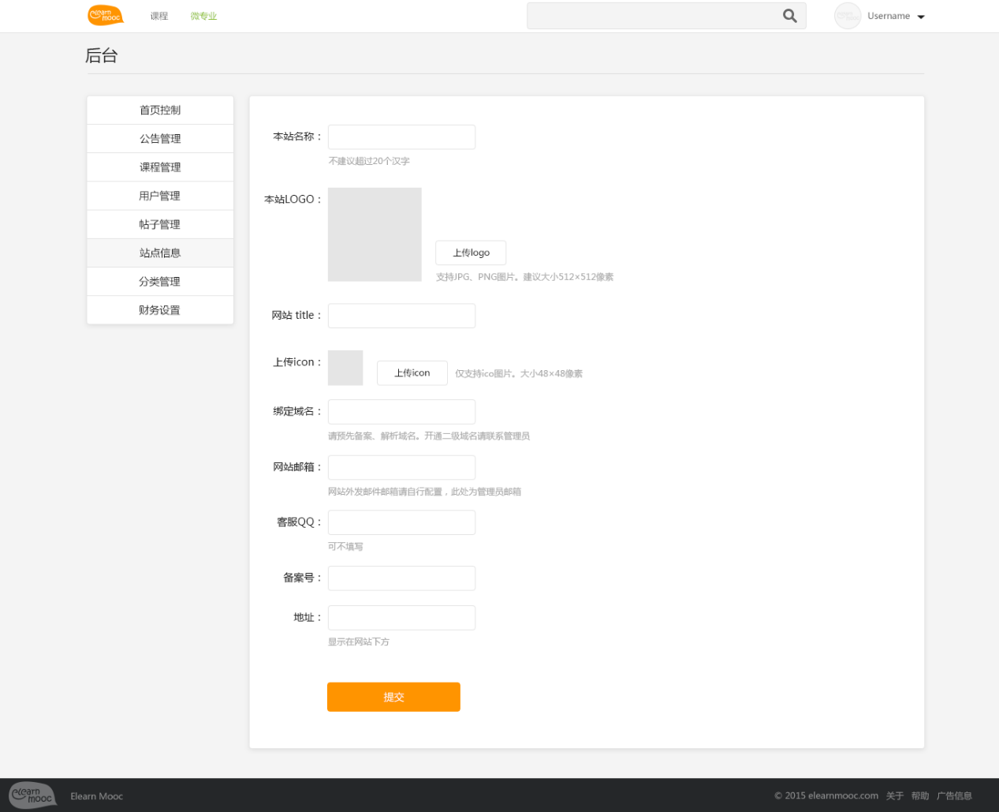 elearn mooc 课程 微专业 Username
后台
首页控制
公告管理
课程管理
用户管理
帖子管理
站点信息
分类管理
财务设置
本站名称：
不建议超过20个汉字
本站LOGO：
上传logo
支持JPG、PNG图片。建议大小512×512像素
网站 title：
上传icon： 上传icon 仅支持ico图片。大小48×48像素
绑定域名：
请预先备案、解析域名。开通二级域名请联系管理员
网站邮箱：
网站外发邮件邮箱请自行配置，此处为管理员邮箱
客服QQ：
可不填写
备案号：
地址：
显示在网站下方
提交
elearn mooc Elearn Mooc © 2015 elearnmooc.com 关于 帮助 广告信息